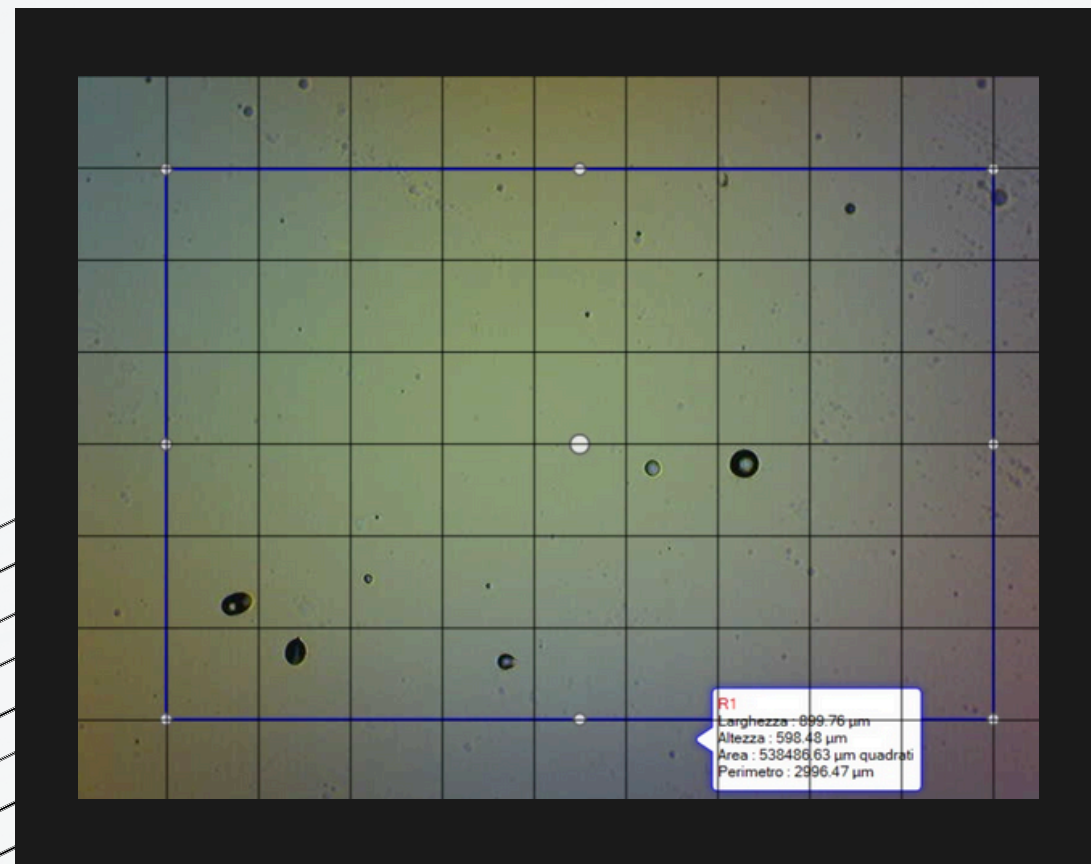 R1
Larghezza : 899.76 µm
Altezza : 598.48 µm
Area : 538486.63 µm quadrati
Perimetro : 2996.47 µm